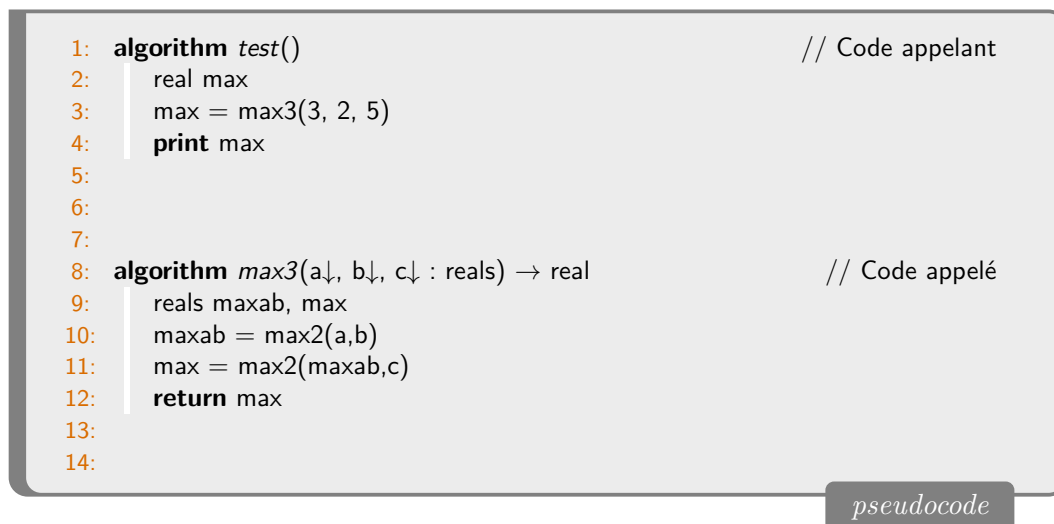 1: algorithm test() // Code appelant
2: real max
3: max = max3(3, 2, 5)
4: print max
5:
6:
7:
8: algorithm max3(a↓, b↓, c↓ : reals) → real // Code appelé
9: reals maxab, max
10: maxab = max2(a,b)
11: max = max2(maxab,c)
12: return max
13:
14:
pseudocode